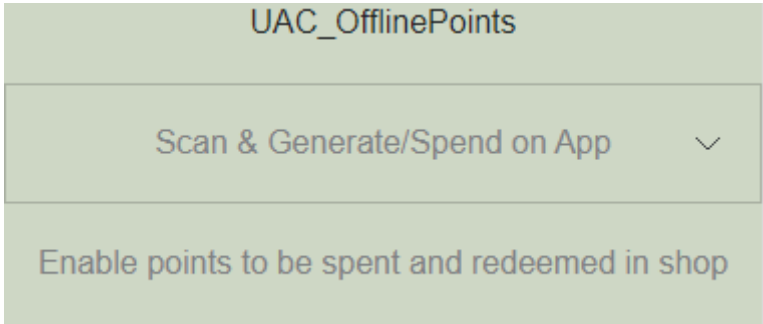 UAC_OfflinePoints
Scan & Generate/Spend on App
Enable points to be spent and redeemed in shop